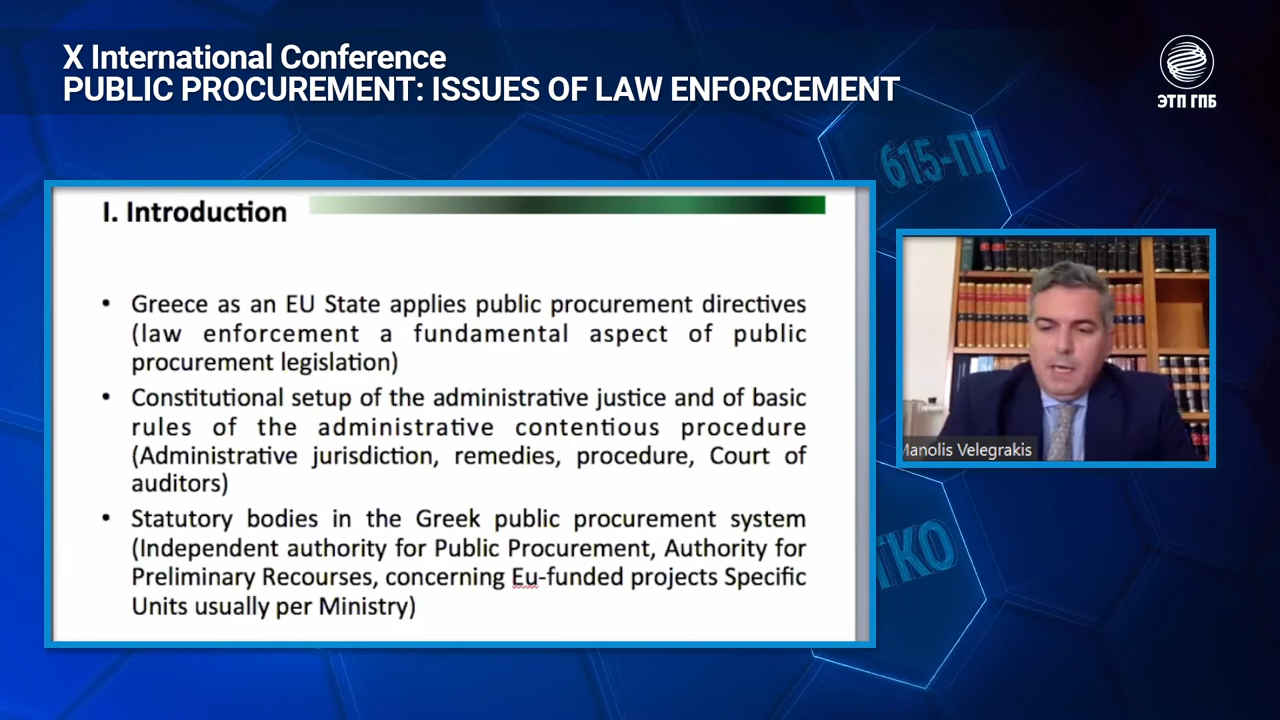 X International Conference
PUBLIC PROCUREMENT: ISSUES OF LAW ENFORCEMENT
ЭТП ГПБ
615-ПП
I. Introduction
• Greece as an EU State applies public procurement directives
(law enforcement a fundamental aspect of public
procurement legislation)
• Constitutional setup of the administrative justice and of basic
rules of the administrative contentious procedure
(Administrative jurisdiction, remedies, procedure, Court of
auditors)
• Statutory bodies in the Greek public procurement system
(Independent authority for Public Procurement, Authority for
Preliminary Recourses, concerning Eu-funded projects Specific
Units usually per Ministry)
Manolis Velegrakis
ТКО